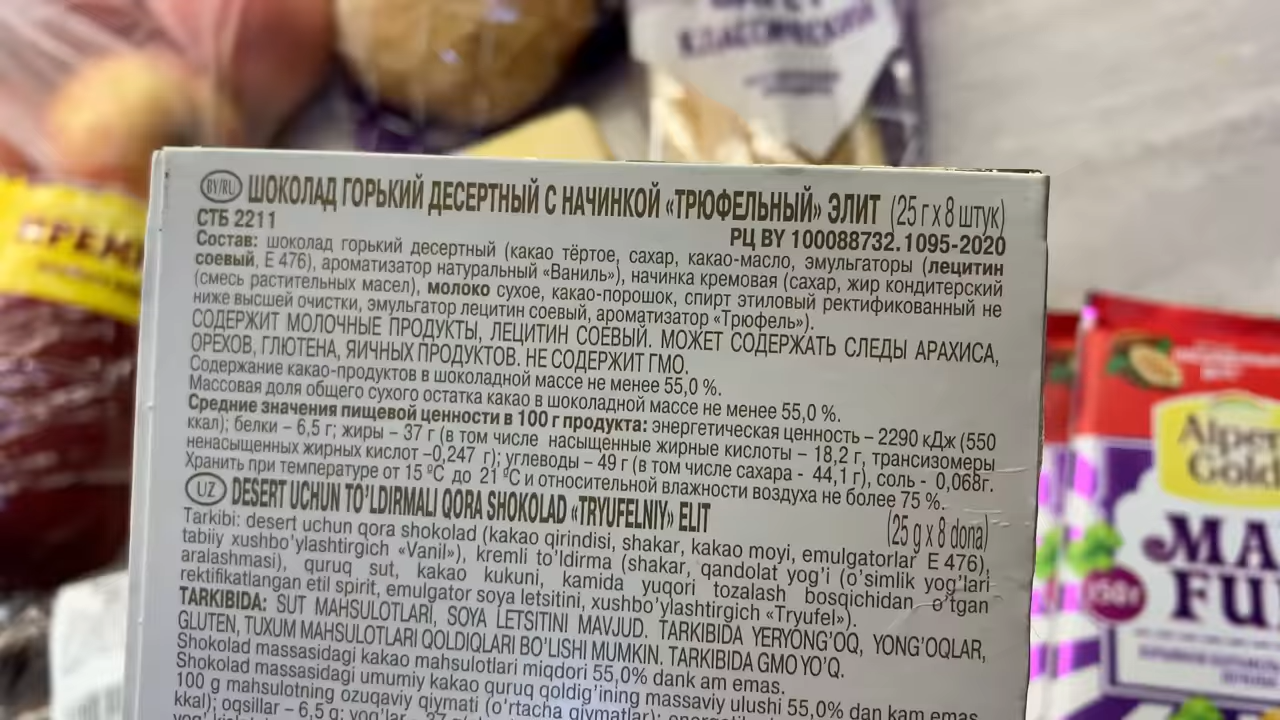 КЛАССИЧЕСКИЙ
BY/RU ШОКОЛАД ГОРЬКИЙ ДЕСЕРТНЫЙ С НАЧИНКОЙ «ТРЮФЕЛЬНЫЙ» ЭЛИТ (25 г х 8 штук)
СТБ 2211 РЦ BY 100088732.1095-2020
Состав: шоколад горький десертный (какао тёртое, сахар, какао-масло, эмульгаторы (лецитин
соевый, Е 476), ароматизатор натуральный «Ваниль»), начинка кремовая (сахар, жир кондитерский
(смесь растительных масел), молоко сухое, какао-порошок, спирт этиловый ректификованный не
ниже высшей очистки, эмульгатор лецитин соевый, ароматизатор «Трюфель»).
СОДЕРЖИТ МОЛОЧНЫЕ ПРОДУКТЫ, ЛЕЦИТИН СОЕВЫЙ. МОЖЕТ СОДЕРЖАТЬ СЛЕДЫ АРАХИСА,
ОРЕХОВ, ГЛЮТЕНА, ЯИЧНЫХ ПРОДУКТОВ. НЕ СОДЕРЖИТ ГМО.
Содержание какао-продуктов в шоколадной массе не менее 55,0 %.
Массовая доля общего сухого остатка какао в шоколадной массе не менее 55,0 %.
Средние значения пищевой ценности в 100 г продукта: энергетическая ценность – 2290 кДж (550
ккал); белки – 6,5 г; жиры – 37 г (в том числе насыщенные жирные кислоты – 18,2 г, трансизомеры
ненасыщенных жирных кислот –0,247 г); углеводы – 49 г (в том числе сахара - 44,1 г), соль - 0,068г.
Хранить при температуре от 15 ºС до 21 ºС и относительной влажности воздуха не более 75 %.
UZ DESERT UCHUN TO’LDIRMALI QORA SHOKOLAD «TRYUFELNIY» ELIT (25 g x 8 dona)
Tarkibi: desert uchun qora shokolad (kakao qirindisi, shakar, kakao moyi, emulgatorlar E 476),
tabiiy xushbo’ylashtirgich «Vanil»), kremli to’ldirma (shakar, qandolat yog’i (o’simlik yog’lari
aralashmasi), quruq sut, kakao kukuni, kamida yuqori tozalash bosqichidan o’tgan
rektifikatlangan etil spirit, emulgator soya letsitini, xushbo’ylashtirgich «Tryufel»).
TARKIBIDA: SUT MAHSULOTLARI, SOYA LETSITINI MAVJUD. TARKIBIDA YERYONG’OQ, YONG’OQLAR,
GLUTEN, TUXUM MAHSULOTLARI QOLDIQLARI BO’LISHI MUMKIN. TARKIBIDA GMO YO’Q.
Shokolad massasidagi kakao mahsulotlari miqdori 55,0% dank am emas.
Shokolad massasidagi umumiy kakao quruq qoldig’ining massaviy ulushi 55,0% dan kam emas.
100 g mahsulotning ozuqaviy qiymati (o’rtacha qiymatlar):
kkal); oqsillar – 6,5 g; yog’lar – 37
Alpen
Gold
MA
FU
150г